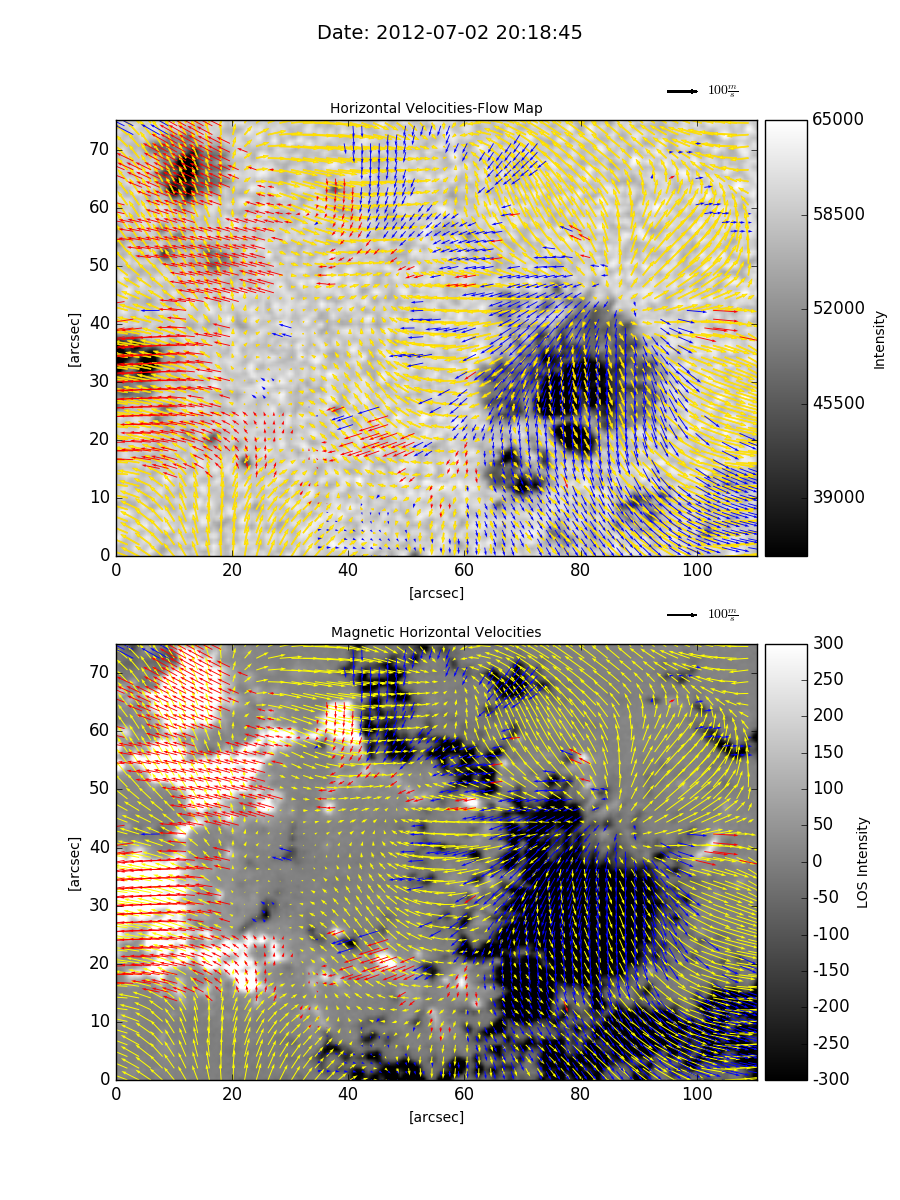 Date: 2012-07-02 20:18:45
100 m/s
Horizontal Velocities-Flow Map
70
60
50
40
30
20
10
0
[arcsec]
0 20 40 60 80 100
[arcsec]
65000
58500
52000
45500
39000
Intensity
100 m/s
Magnetic Horizontal Velocities
70
60
50
40
30
20
10
0
[arcsec]
0 20 40 60 80 100
[arcsec]
300
250
200
150
100
50
0
-50
-100
-150
-200
-250
-300
LOS Intensity